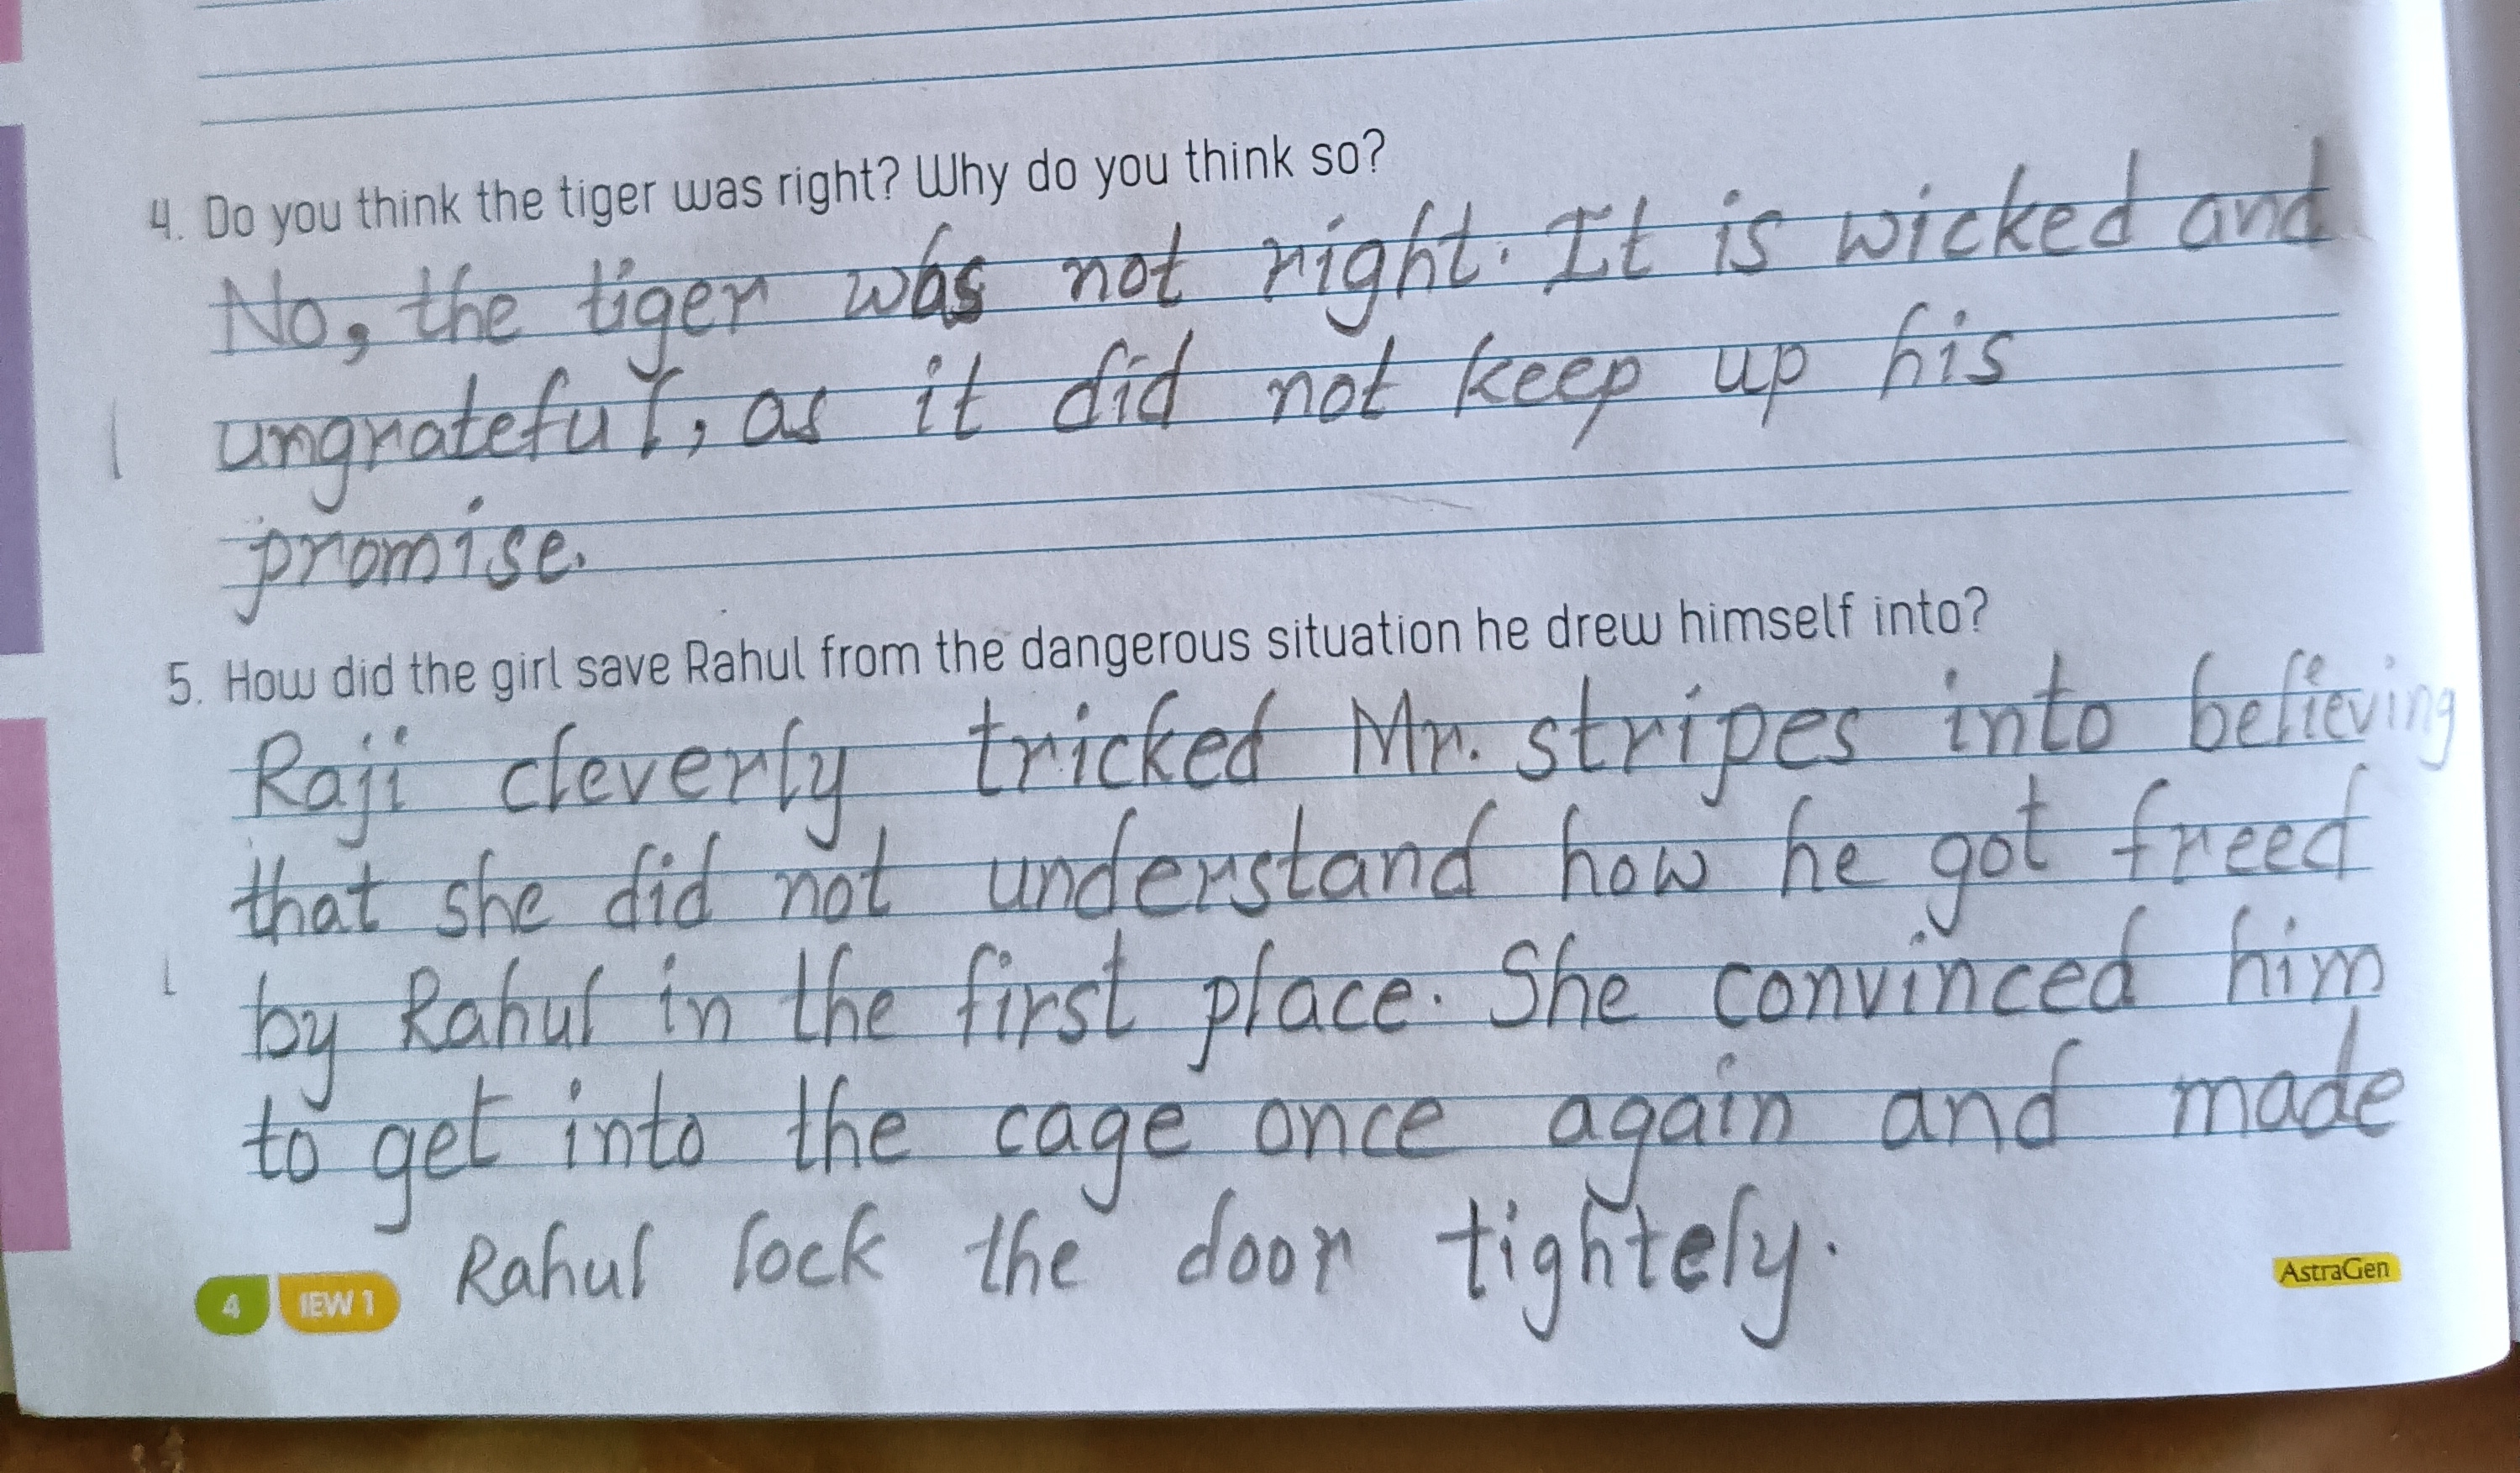 4. Do you think the tiger was right? Why do you think so?
No, the tiger was not right. It is wicked and
ungrateful, as it did not keep up his
promise.
5. How did the girl save Rahul from the dangerous situation he drew himself into?
Raji cleverly tricked Mr. stripes into believing
that she did not understand how he got freed
by Rahul in the first place. She convinced him
to get into the cage once again and made
Rahul lock the door tightely.
4 IEW 1
AstraGen